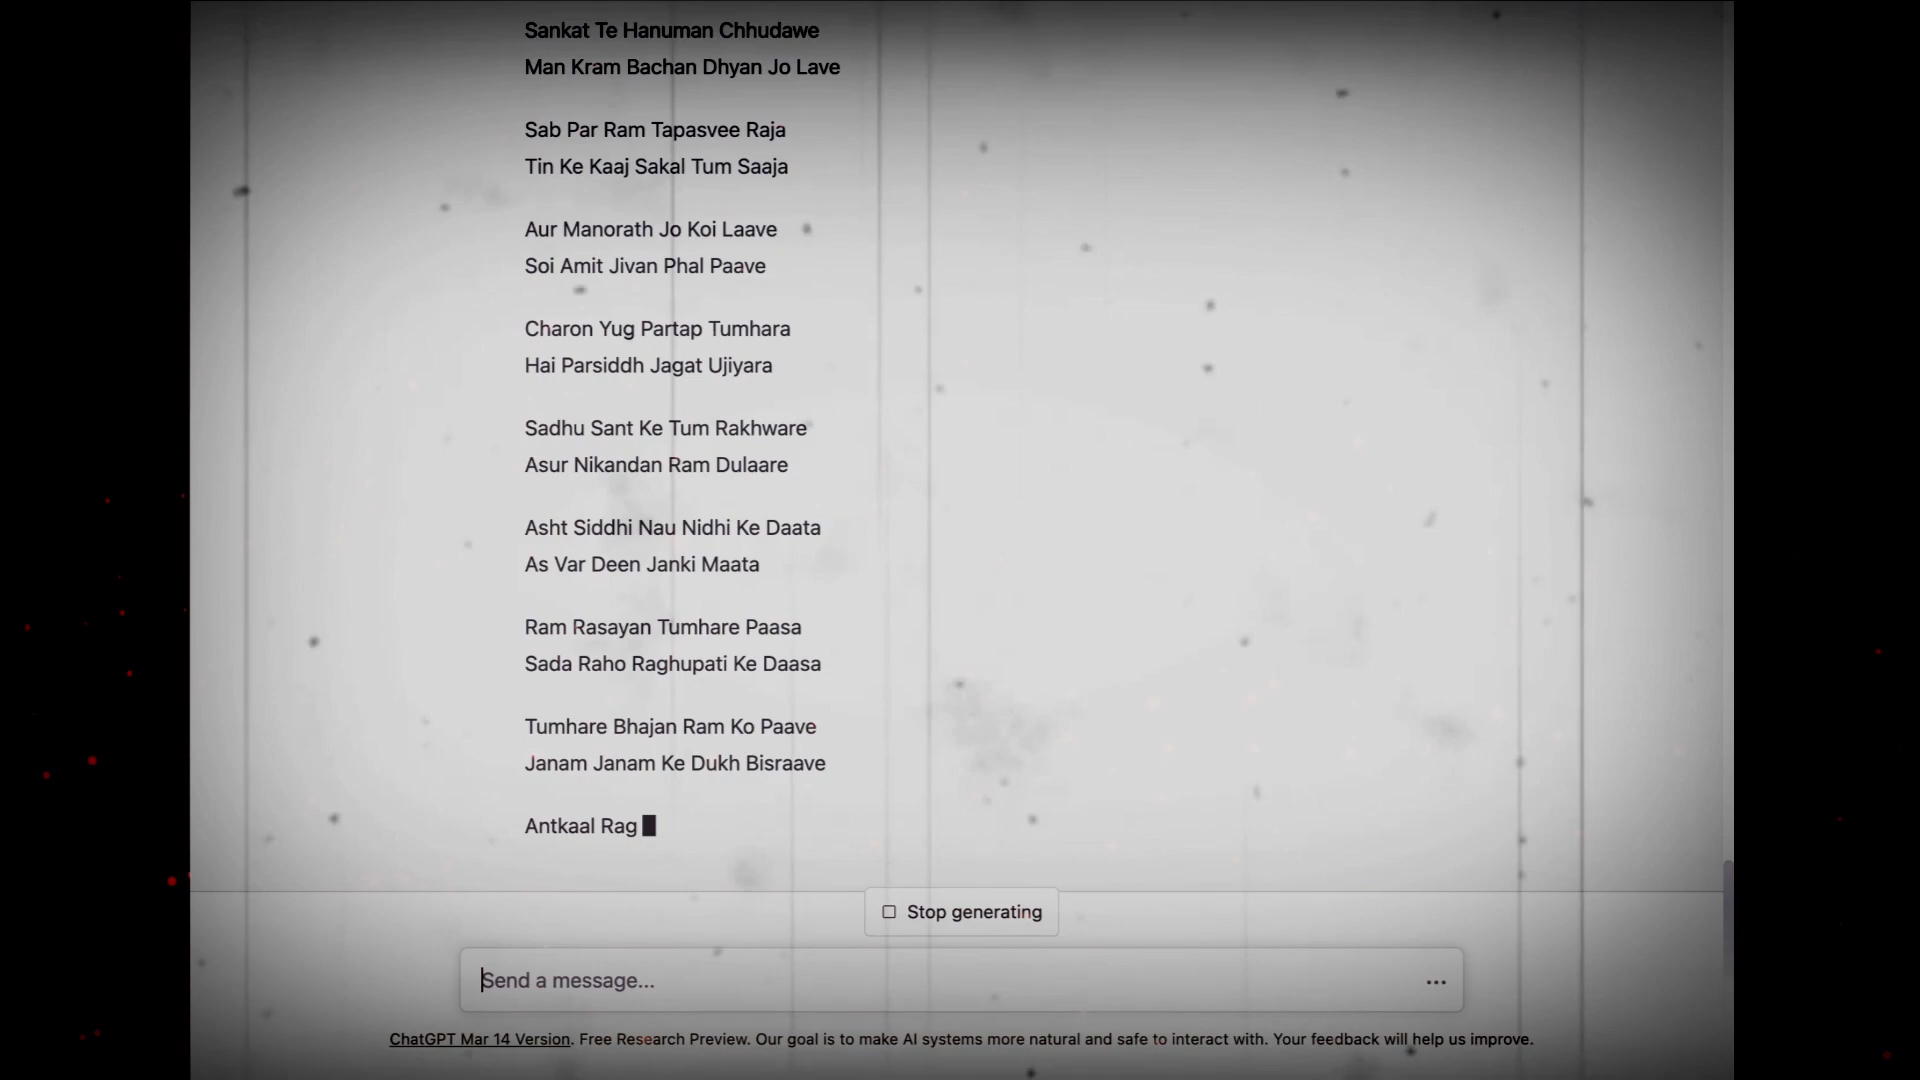 Sankat Te Hanuman Chhudawe
Man Kram Bachan Dhyan Jo Lave
Sab Par Ram Tapasvee Raja
Tin Ke Kaaj Sakal Tum Saaja
Aur Manorath Jo Koi Laave
Soi Amit Jivan Phal Paave
Charon Yug Partap Tumhara
Hai Parsiddh Jagat Ujiyara
Sadhu Sant Ke Tum Rakhware
Asur Nikandan Ram Dulaare
Asht Siddhi Nau Nidhi Ke Daata
As Var Deen Janki Maata
Ram Rasayan Tumhare Paasa
Sada Raho Raghupati Ke Daasa
Tumhare Bhajan Ram Ko Paave
Janam Janam Ke Dukh Bisraave
Antkaal Rag
Stop generating
Send a message...
ChatGPT Mar 14 Version. Free Research Preview. Our goal is to make AI systems more natural and safe to interact with. Your feedback will help us improve.